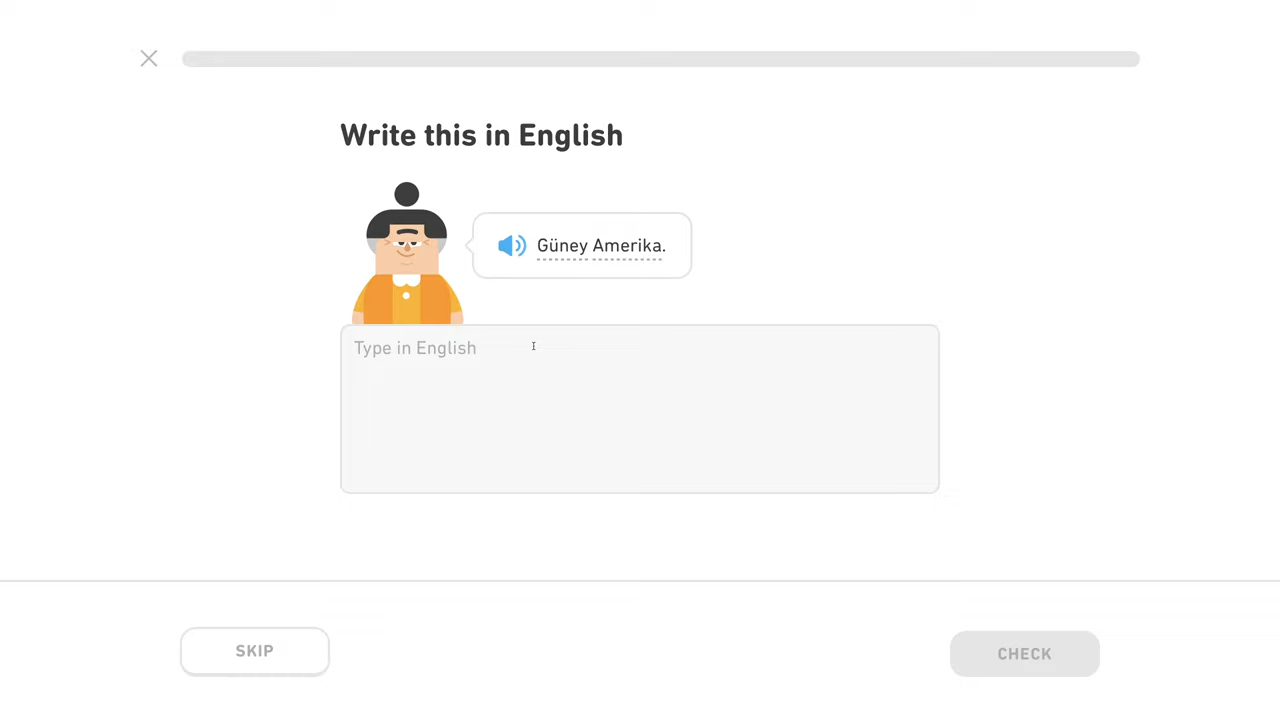 Write this in English
Güney Amerika.
Type in English
SKIP
CHECK